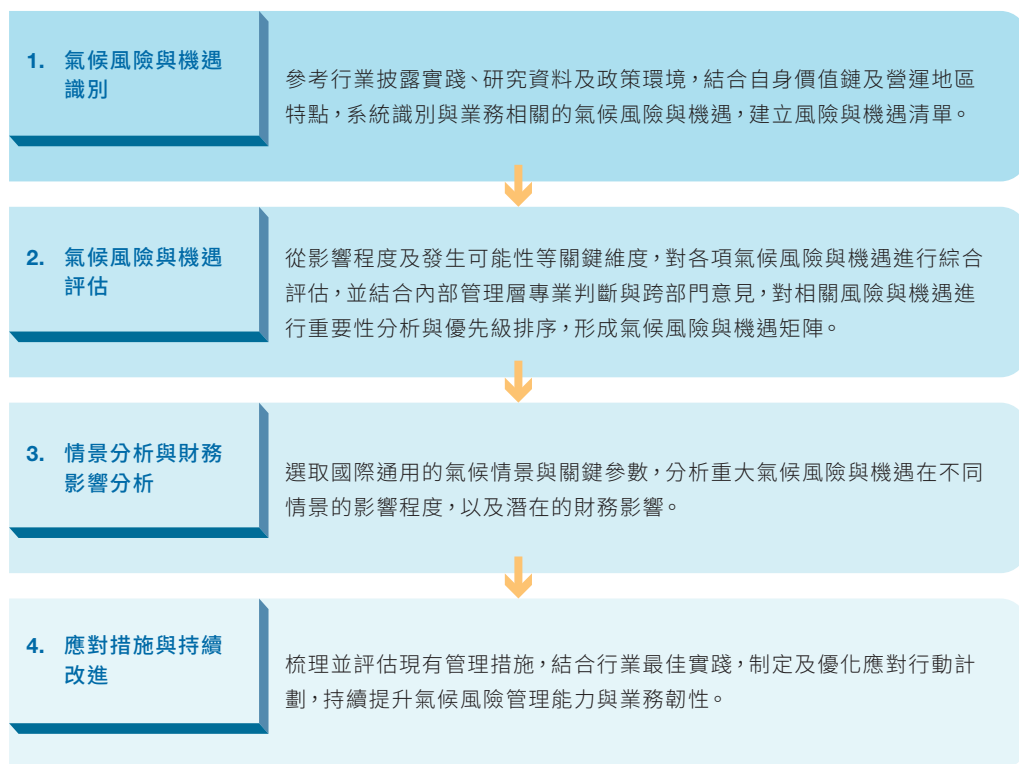 1. 氣候風險與機遇
識別
參考行業披露實踐、研究資料及政策環境，結合自身價值鏈及營運地區
特點，系統識別與業務相關的氣候風險與機遇，建立風險與機遇清單。
2. 氣候風險與機遇
評估
從影響程度及發生可能性等關鍵維度，對各項氣候風險與機遇進行綜合
評估，並結合內部管理層專業判斷與跨部門意見，對相關風險與機遇進
行重要性分析與優先級排序，形成氣候風險與機遇矩陣。
3. 情景分析與財務
影響分析
選取國際通用的氣候情景與關鍵參數，分析重大氣候風險與機遇在不同
情景的影響程度，以及潛在的財務影響。
4. 應對措施與持續
改進
梳理並評估現有管理措施，結合行業最佳實踐，制定及優化應對行動計
劃，持續提升氣候風險管理能力與業務韌性。